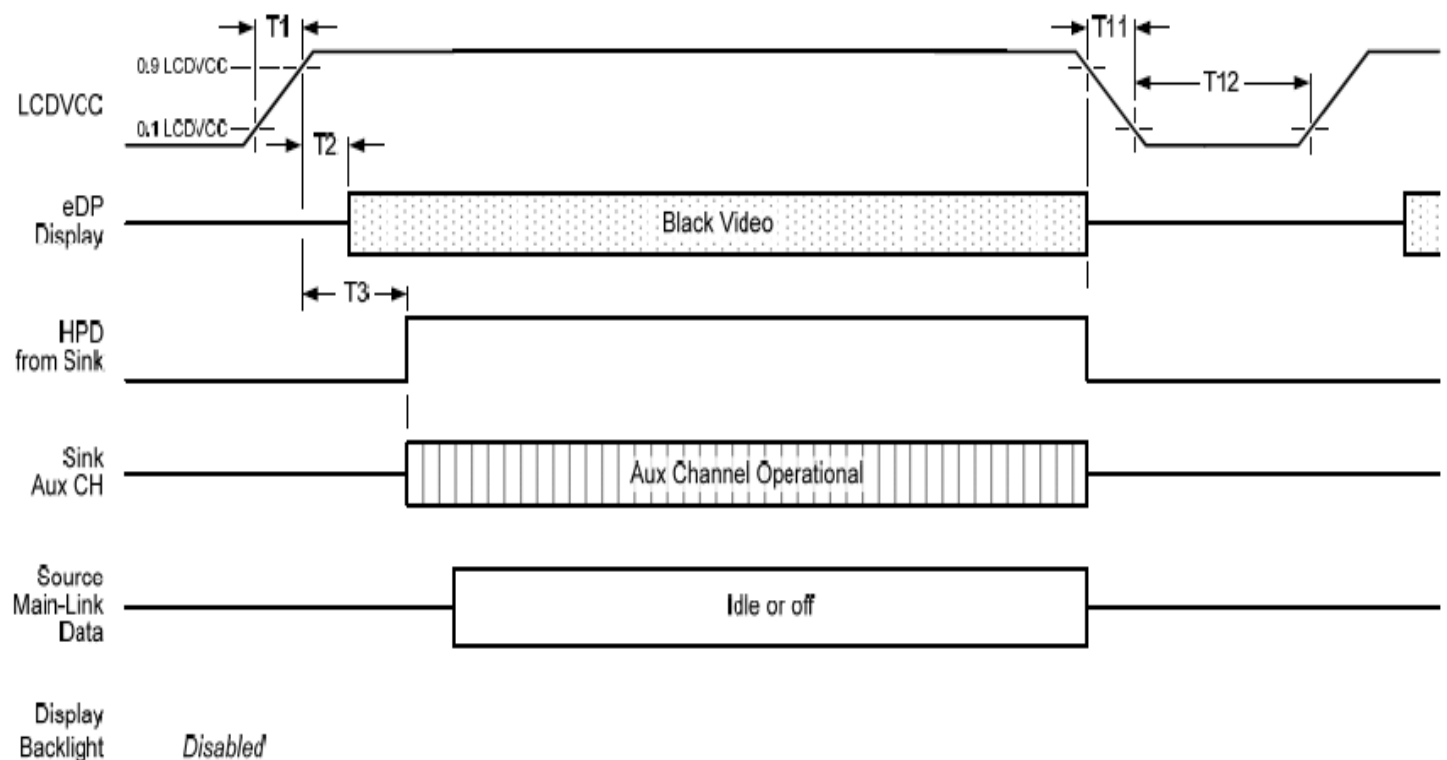 T1
T11
0.9 LCDVCC
T12
LCDVCC
0.1 LCDVCC
T2
eDP
Display
Black Video
T3
HPD
from Sink
Sink
Aux CH
Aux Channel Operational
Source
Main-Link
Data
Idle or off
Display
Backlight
Disabled